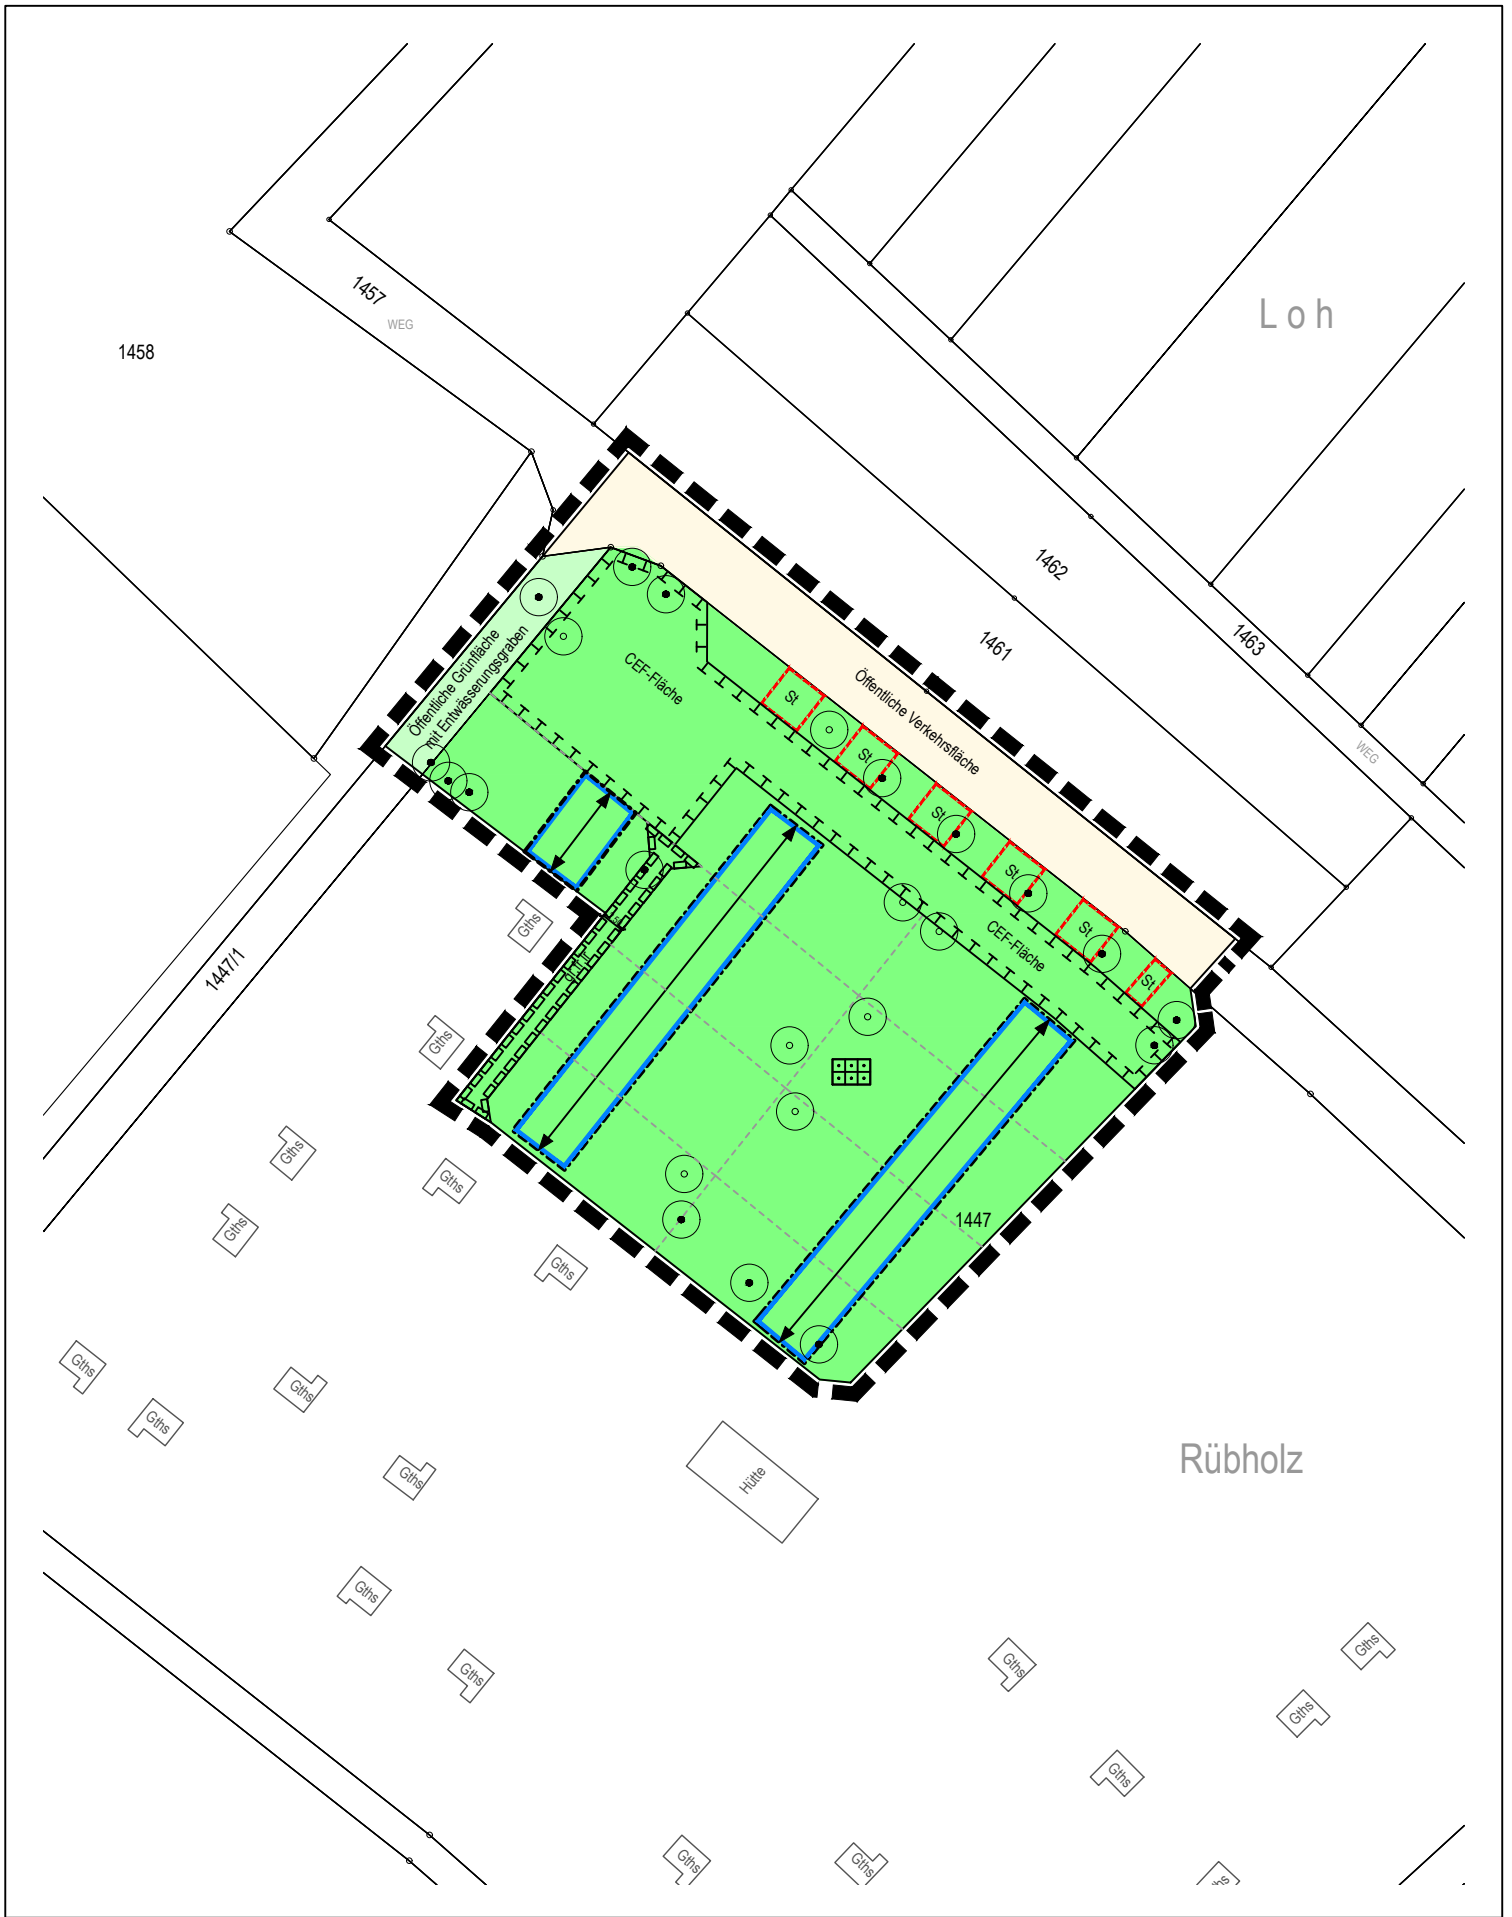 1457
WEG
Loh
1458
1462
1463
1461
Öffentliche Grünfläche
mit Entwässerungsgraben
CEF-Fläche
Öffentliche Verkehrsfläche
St
St
St
St
St
St
WEG
CEF-Fläche
Gths
1447/1
Gths
Gths
Gths
Gths
1447
Gths
Gths
Gths
Gths
Gths
Hütte
Rübholz
Gths
Gths
Gths
Gths
Gths
Gths
Gths
Gths